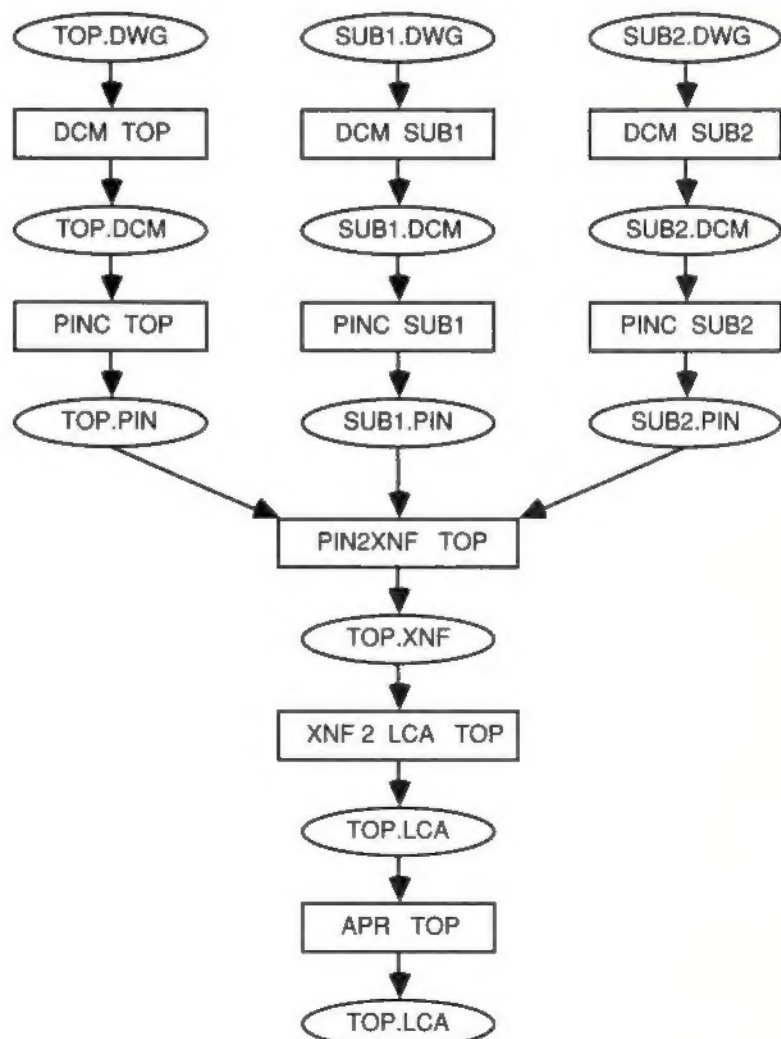 TOP.DWG SUB1.DWG SUB2.DWG
DCM TOP DCM SUB1 DCM SUB2
TOP.DCM SUB1.DCM SUB2.DCM
PINC TOP PINC SUB1 PINC SUB2
TOP.PIN SUB1.PIN SUB2.PIN
PIN2XNF TOP
TOP.XNF
XNF 2 LCA TOP
TOP.LCA
APR TOP
TOP.LCA